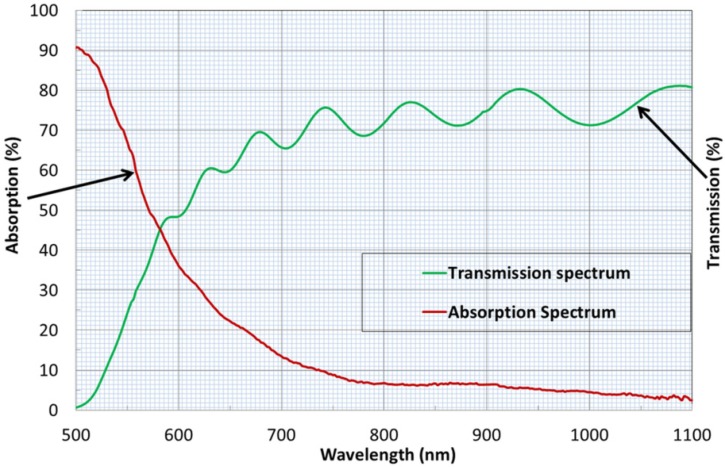 100
90
80
70
60
50
40
30
20
10
0
Absorption (%)
Transmission (%)
Transmission spectrum
Absorption Spectrum
500 600 700 800 900 1000 1100
Wavelength (nm)